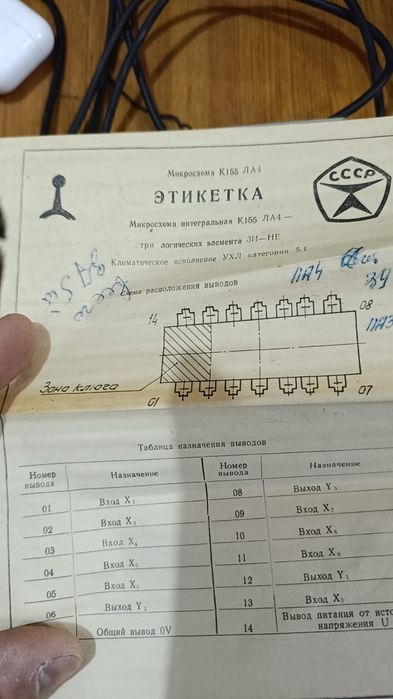 Микросхема К155 ЛА4
ЭТИКЕТКА
СССР
Микросхема интегральная К155 ЛА4 —
три логических элемента 3И—НЕ
Климатическое исполнение УХЛ категории 5.1
Схема расположения выводов
ЛА4
39
ЛА3
14
08
Зона ключа
01
07
Таблица назначения выводов
Номер вывода Назначение Номер вывода Назначение
01 Вход X₁ 08 Выход Y₃
02 Вход X₂ 09 Вход X₇
03 Вход X₄ 10 Вход X₈
04 Вход X₅ 11 Вход X₉
05 Вход X₆ 12 Выход Y₁
06 Выход Y₂ 13 Вход X₃
Общий вывод 0V 14 Вывод питания от
напряжения U